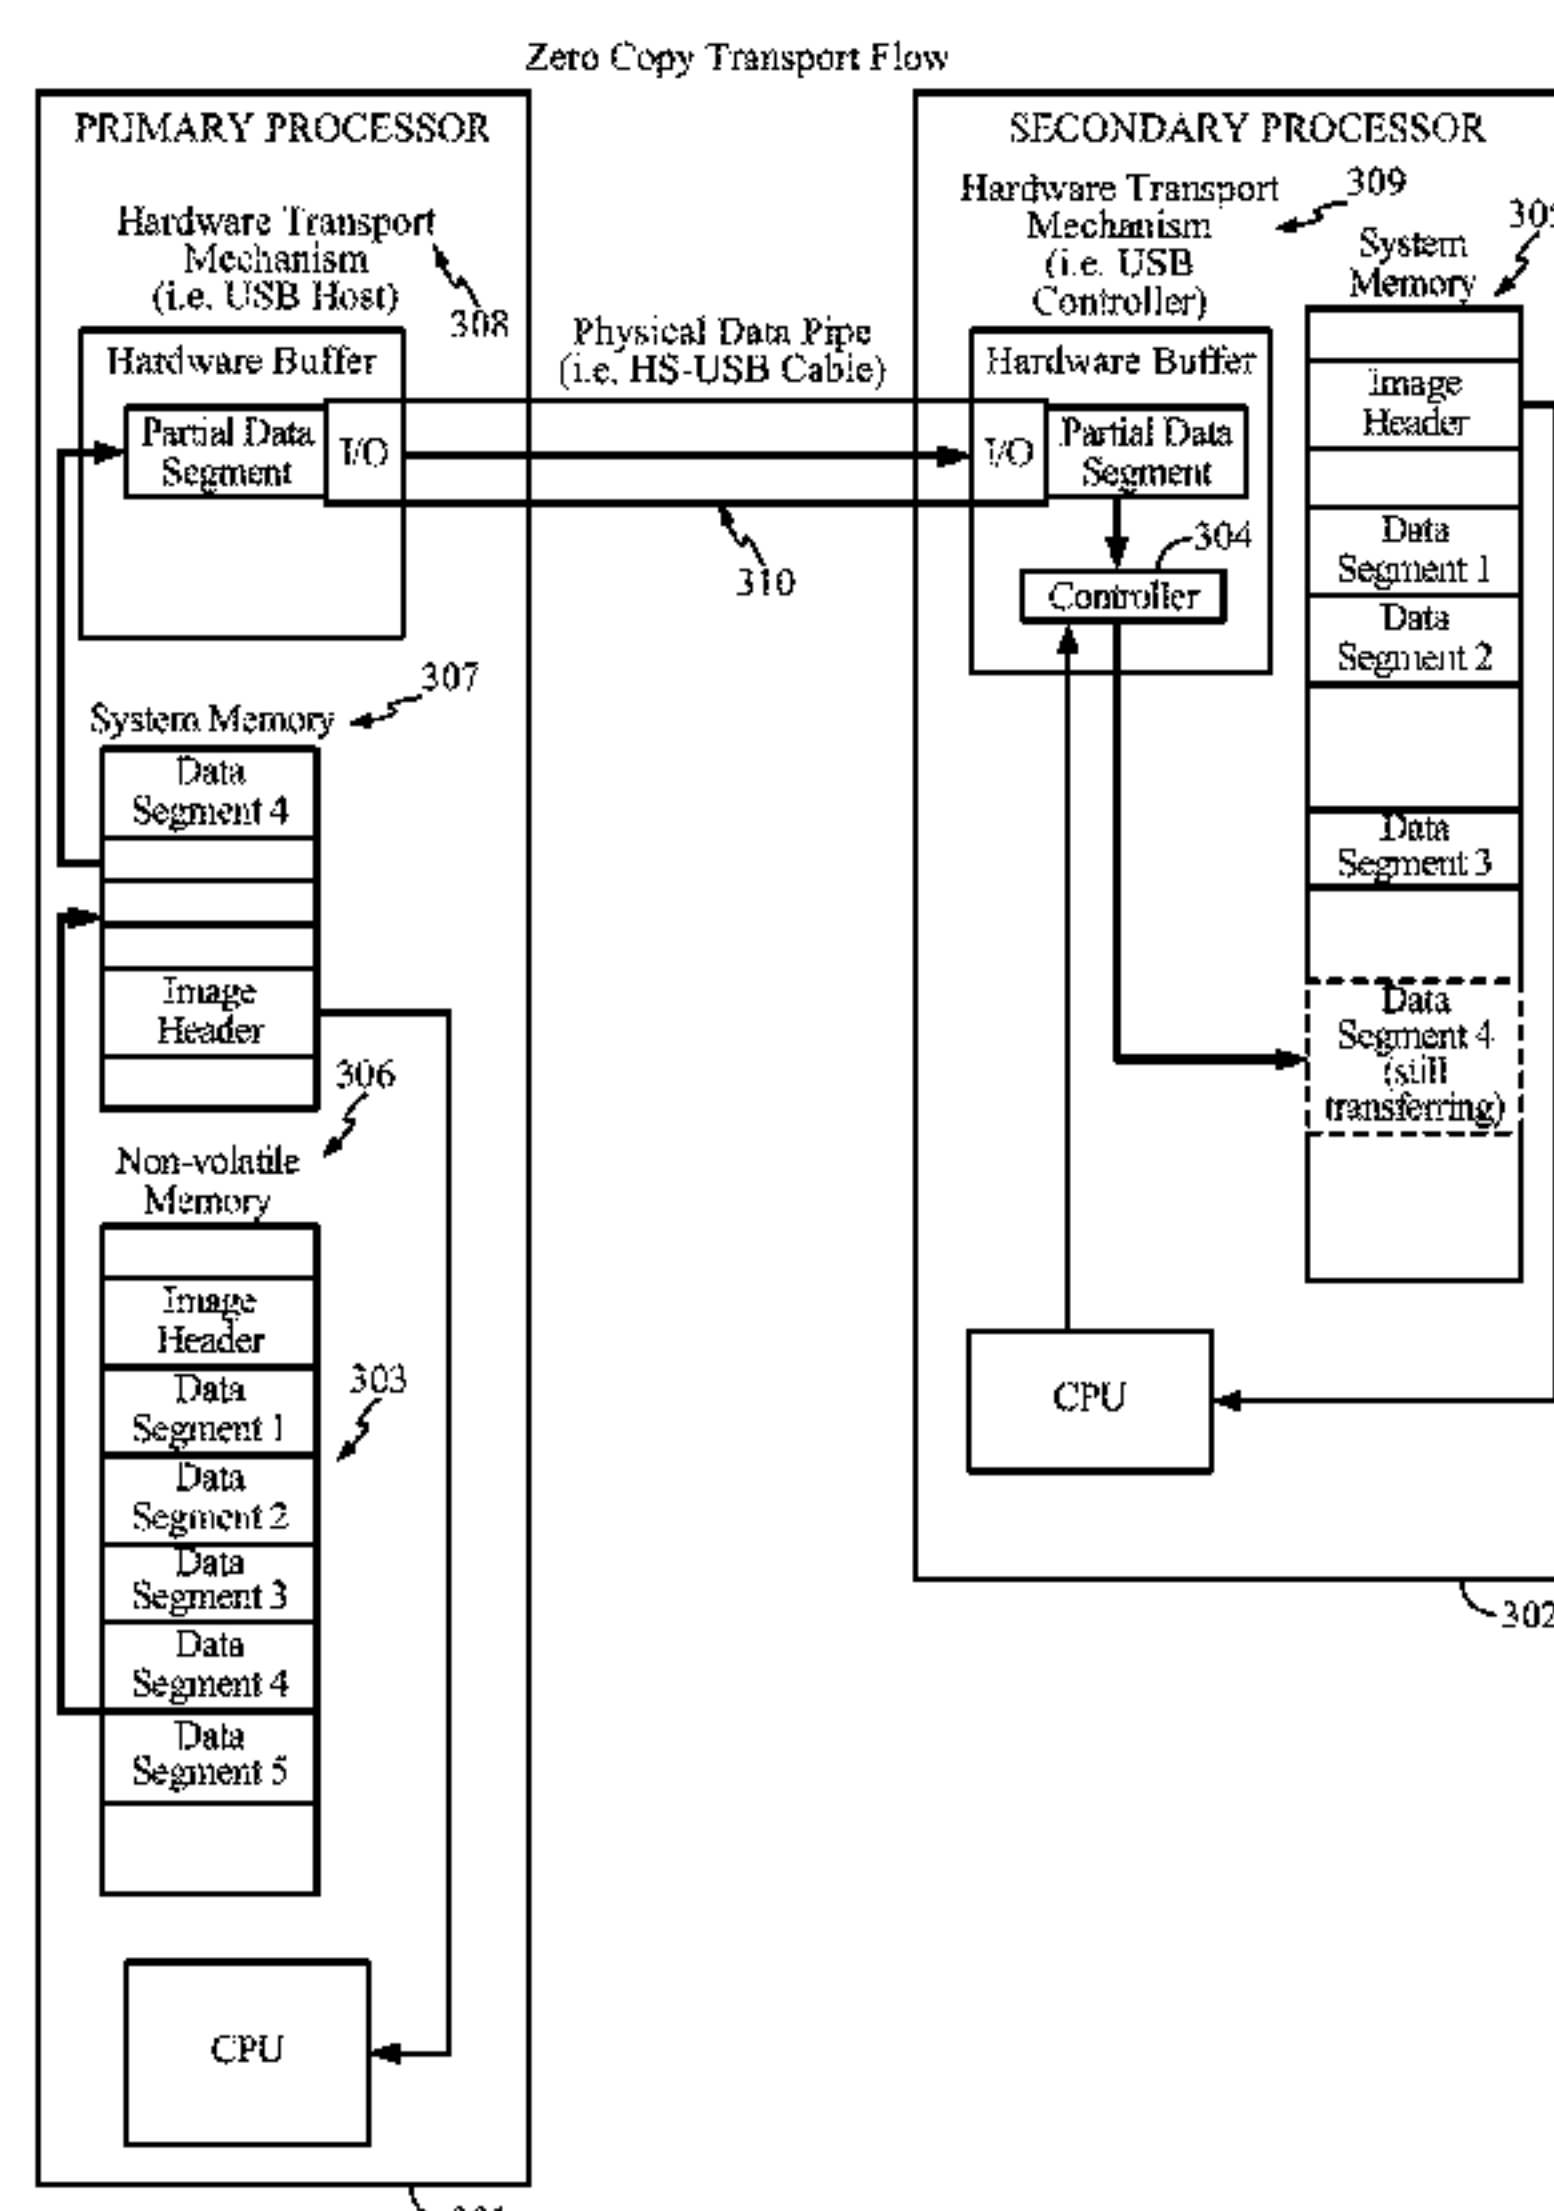 Zero Copy Transport Flow
PRIMARY PROCESSOR
Hardware Transport
Mechanism
(i.e. USB Host)
308
Hardware Buffer
Partial Data
Segment
I/O
Physical Data Pipe
(i.e. HS-USB Cable)
310
307
System Memory
Data
Segment 4
Image
Header
306
Non-volatile
Memory
Image
Header
Data
Segment 1
303
Data
Segment 2
Data
Segment 3
Data
Segment 4
Data
Segment 5
CPU
SECONDARY PROCESSOR
Hardware Transport
Mechanism
(i.e. USB
Controller)
309
Hardware Buffer
I/O
Partial Data
Segment
304
Controller
System
Memory
Image
Header
Data
Segment 1
Data
Segment 2
Data
Segment 3
Data
Segment 4
(still
transferring)
CPU
302